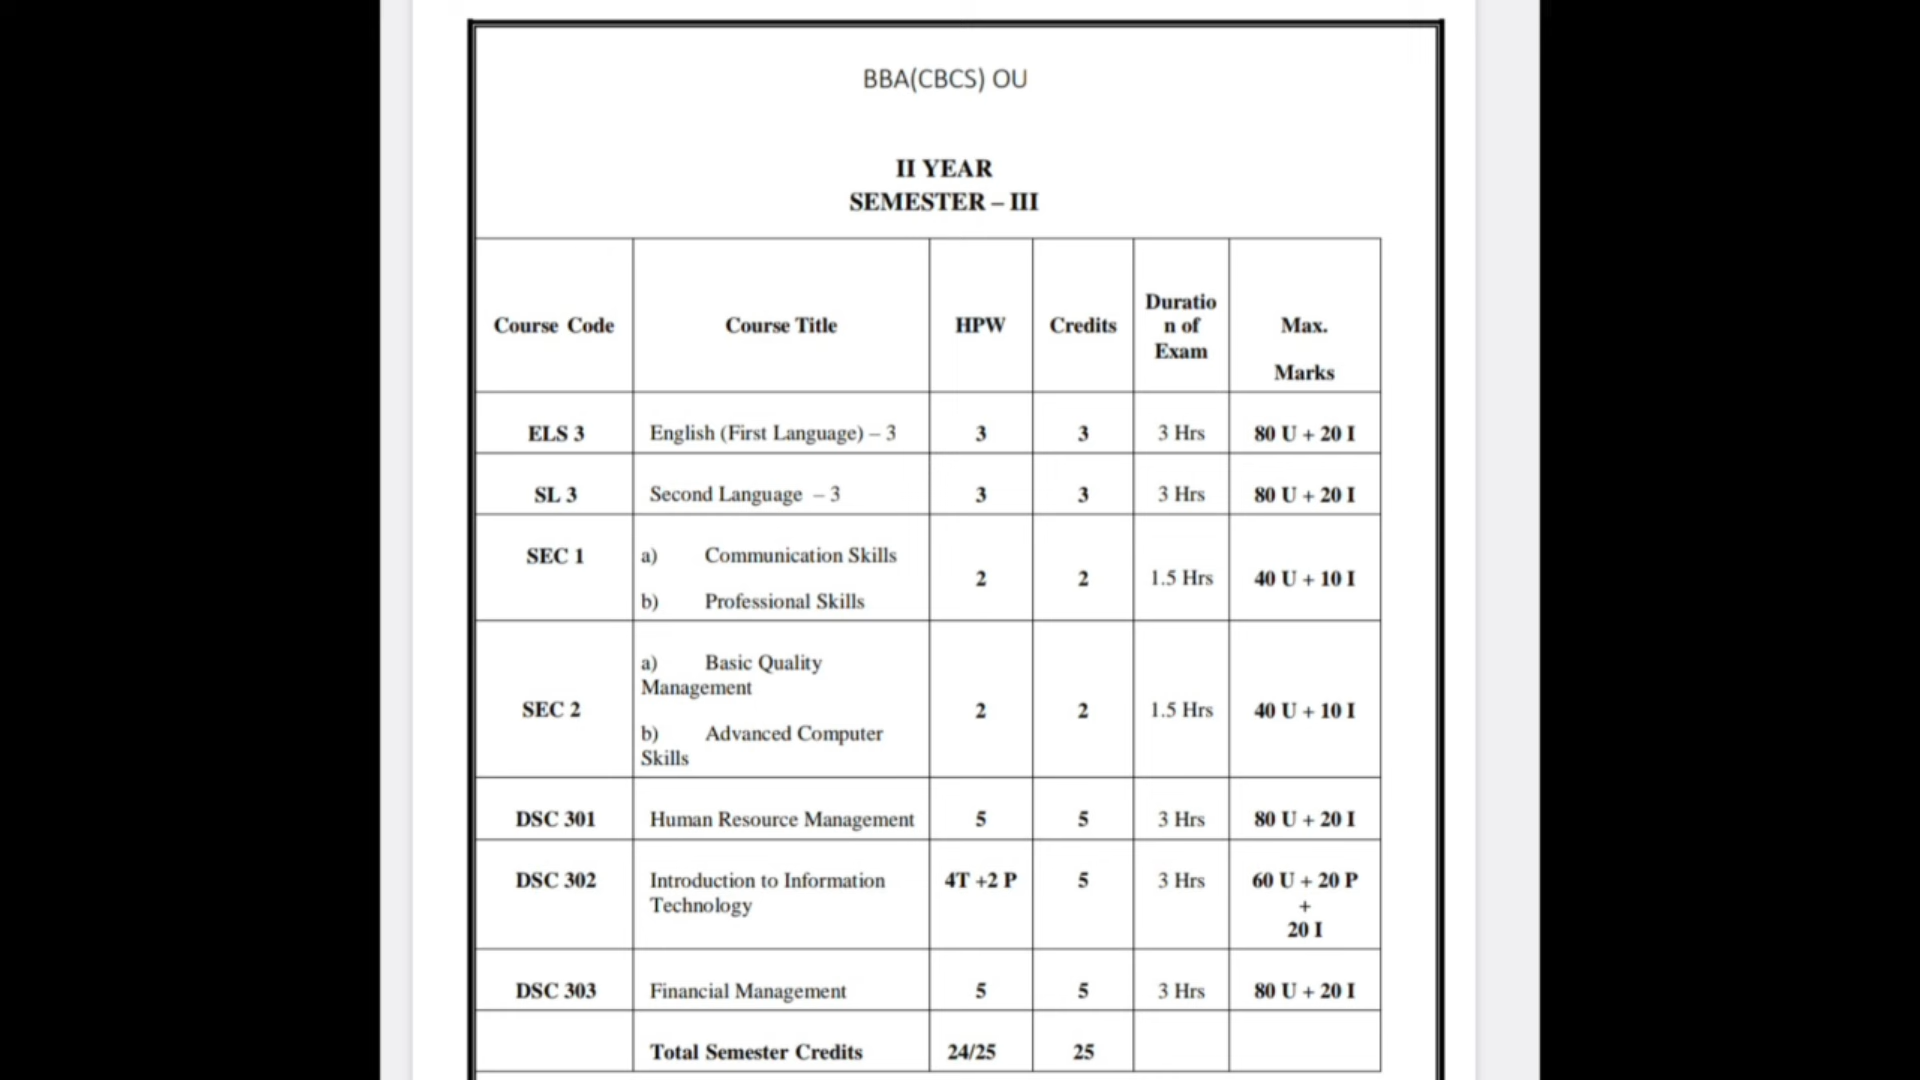 BBA(CBCS) OU
II YEAR
SEMESTER – III
Course Code
Course Title
HPW
Credits
Duratio
n of
Exam
Max.
Marks
ELS 3
English (First Language) – 3
3
3
3 Hrs
80 U + 20 I
SL 3
Second Language – 3
3
3
3 Hrs
80 U + 20 I
SEC 1
a) Communication Skills
b) Professional Skills
2
2
1.5 Hrs
40 U + 10 I
SEC 2
a) Basic Quality
Management
b) Advanced Computer
Skills
2
2
1.5 Hrs
40 U + 10 I
DSC 301
Human Resource Management
5
5
3 Hrs
80 U + 20 I
DSC 302
Introduction to Information
Technology
4T +2 P
5
3 Hrs
60 U + 20 P
+
20 I
DSC 303
Financial Management
5
5
3 Hrs
80 U + 20 I
Total Semester Credits
24/25
25